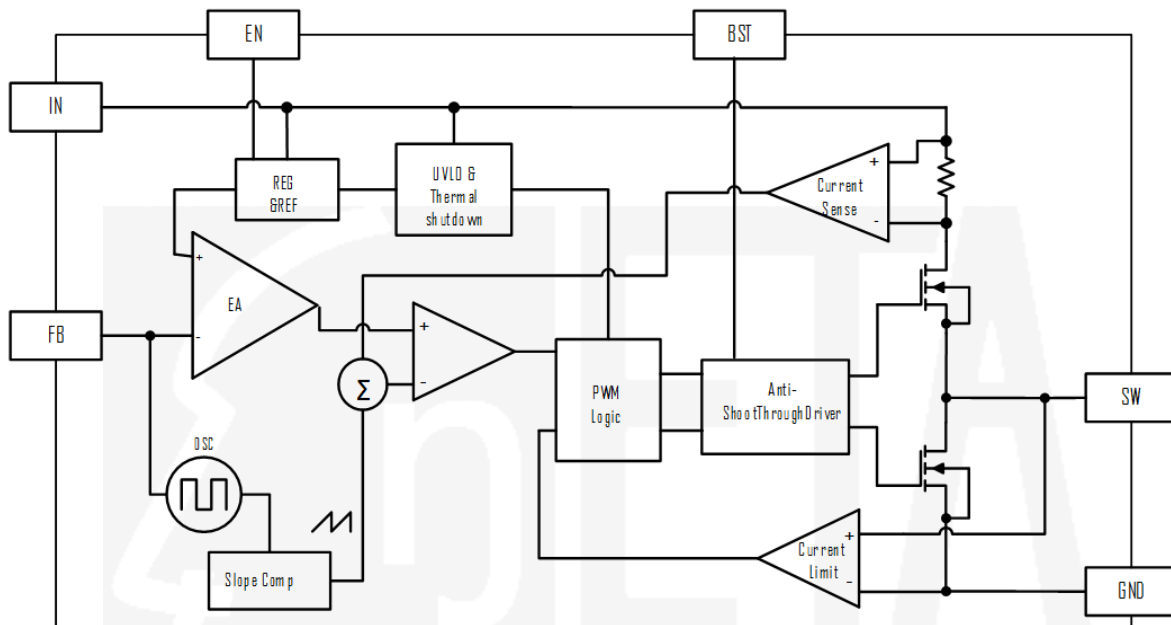 EN
BST
IN
REG
&REF
UVLO &
Thermal
shutdown
+
Current
Sense
-
+
EA
-
FB
+
-
Σ
PWM
Logic
Anti-
ShootThroughDriver
SW
OSC
Slope Comp
+
Current
Limit
-
GND
ETA